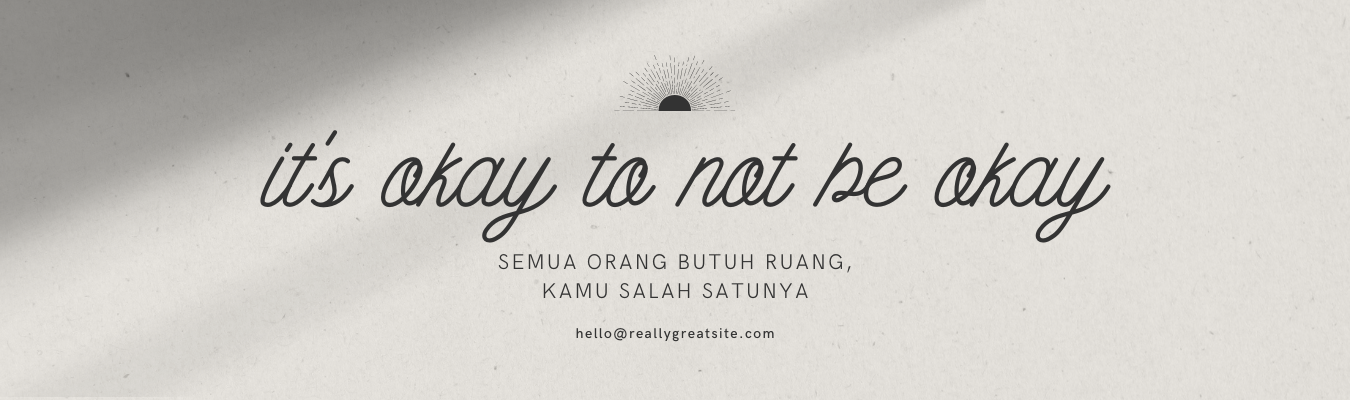 it's okay to not be okay
SEMUA ORANG BUTUH RUANG,
KAMU SALAH SATUNYA
hello@reallygreatsite.com